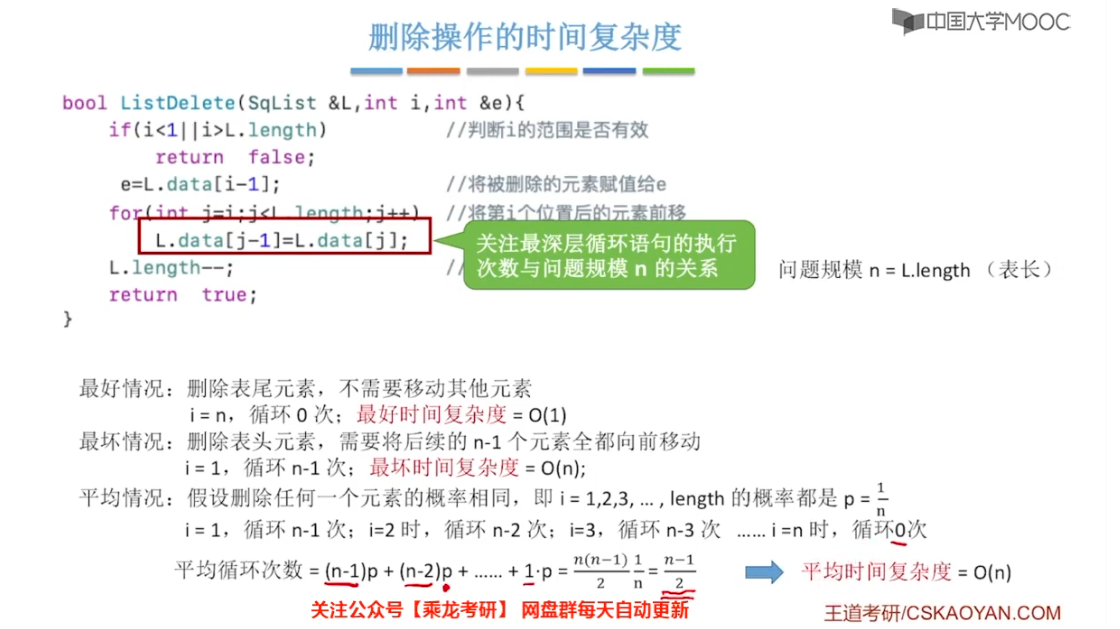 中国大学MOOC
删除操作的时间复杂度
bool ListDelete(SqList &L,int i,int &e){
if(i<1||i>L.length) //判断i的范围是否有效
return false;
e=L.data[i-1]; //将被删除的元素赋值给e
for(int j=i;j<L.length;j++) //将第i个位置后的元素前移
L.data[j-1]=L.data[j];
关注最深层循环语句的执行
次数与问题规模 n 的关系
L.length--; //
问题规模 n = L.length （表长）
return true;
}
最好情况：删除表尾元素，不需要移动其他元素
i = n，循环 0 次；最好时间复杂度 = O(1)
最坏情况：删除表头元素，需要将后续的 n-1 个元素全都向前移动
i = 1，循环 n-1 次；最坏时间复杂度 = O(n);
平均情况：假设删除任何一个元素的概率相同，即 i = 1,2,3, … , length 的概率都是 p = 1/n
i = 1，循环 n-1 次；i=2 时，循环 n-2 次；i=3，循环 n-3 次 …… i =n 时，循环0次
平均循环次数 = (n-1)p + (n-2)p + …… + 1·p = n(n−1)/2 1/n = n−1/2 平均时间复杂度 = O(n)
关注公众号【乘龙考研】 网盘群每天自动更新
王道考研/CSKAOYAN.COM